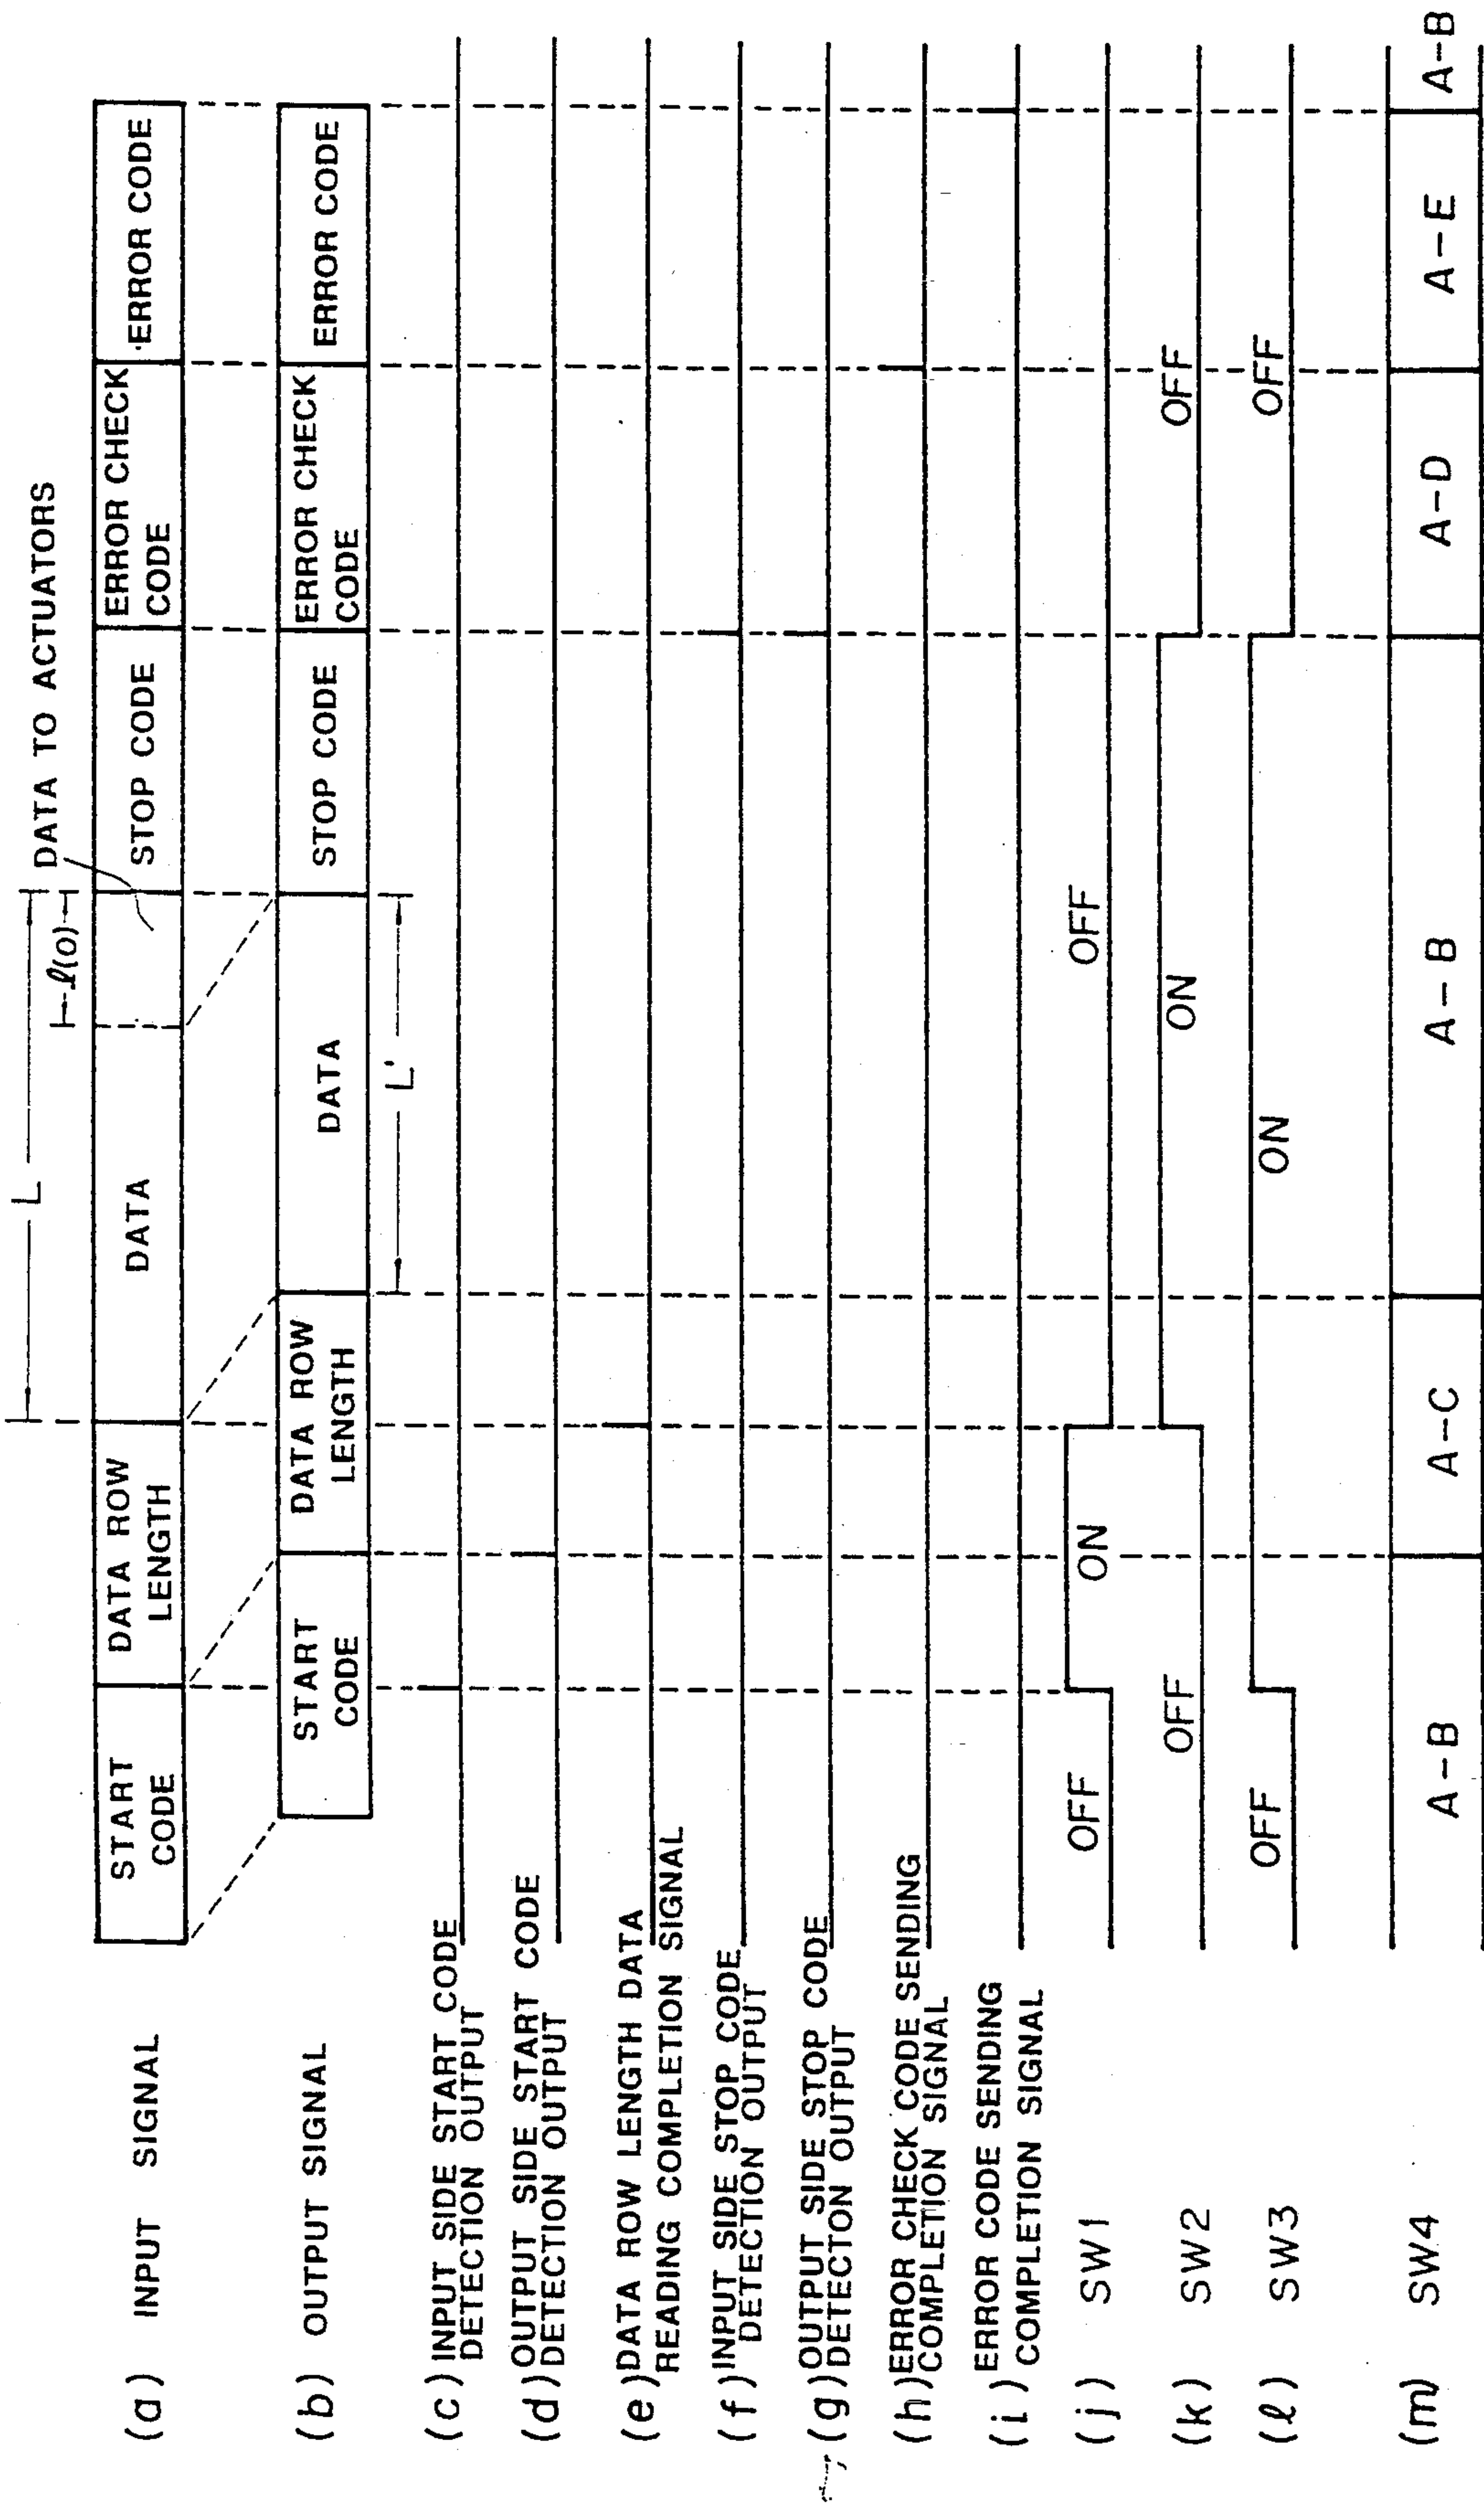 L
ℓ(o)
DATA TO ACTUATORS
(a) INPUT SIGNAL
START
CODE
DATA ROW
LENGTH
DATA
STOP CODE
ERROR CHECK
CODE
ERROR CODE
(b) OUTPUT SIGNAL
START
CODE
DATA ROW
LENGTH
DATA
STOP CODE
ERROR CHECK
CODE
ERROR CODE
L'
(c) INPUT SIDE START CODE
DETECTION OUTPUT
(d) OUTPUT SIDE START CODE
DETECTION OUTPUT
(e) DATA ROW LENGTH DATA
READING COMPLETION SIGNAL
(f) INPUT SIDE STOP CODE
DETECTION OUTPUT
(g) OUTPUT SIDE STOP CODE
DETECTON OUTPUT
(h) ERROR CHECK CODE SENDING
COMPLETION SIGNAL
(i) ERROR CODE SENDING
COMPLETION SIGNAL
(j) SW1 OFF ON OFF
(k) SW2 OFF ON OFF
(ℓ) SW3 OFF ON OFF
(m) SW4 A-B A-C A-B A-D A-E A-B